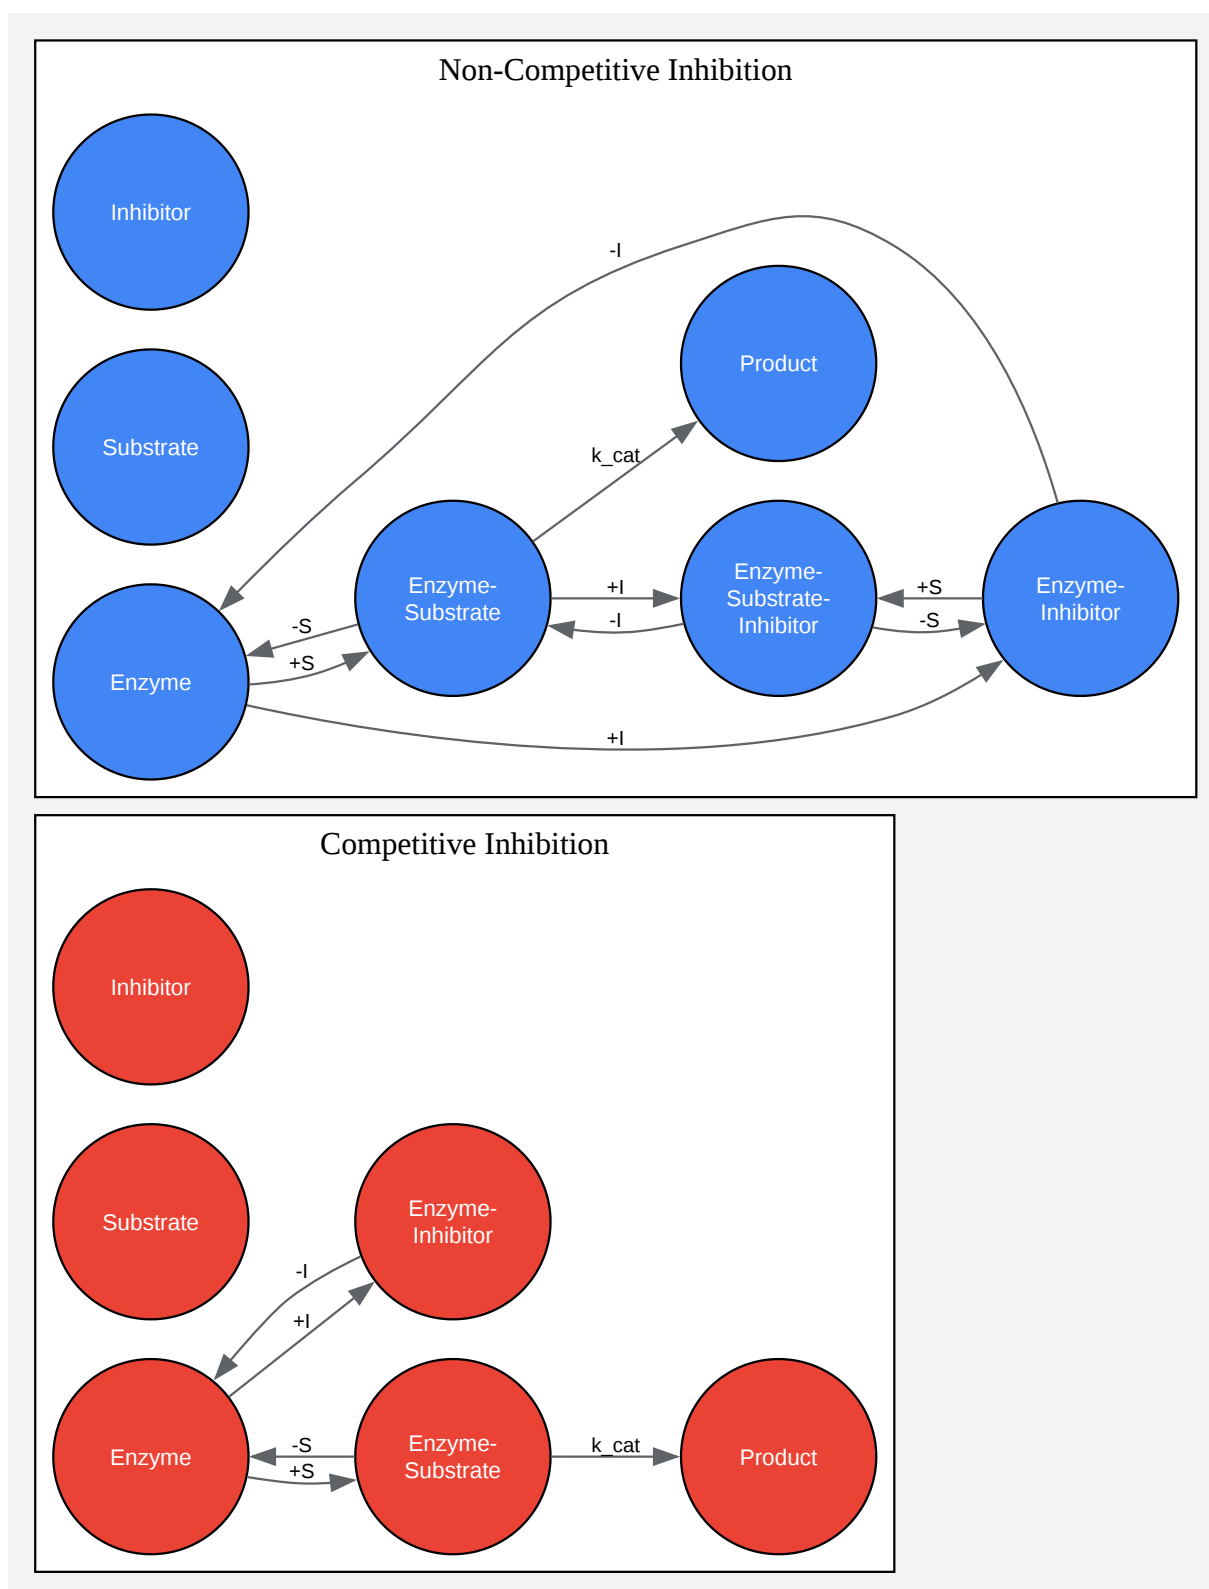 Non-Competitive Inhibition
Inhibitor
-I
Product
Substrate
k_cat
Enzyme-
Substrate
+I
-I
Enzyme-
Substrate-
Inhibitor
+S
-S
Enzyme-
Inhibitor
-S
+S
Enzyme
+I
Competitive Inhibition
Inhibitor
Substrate
Enzyme-
Inhibitor
-I
+I
Enzyme
-S
+S
Enzyme-
Substrate
k_cat
Product